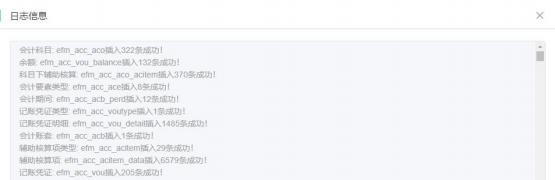 日志信息
会计科目: efm_acc_aco插入322条成功!
余额: efm_acc_vou_balance插入132条成功!
科目下辅助核算: efm_acc_aco_acitem插入370条成功!
会计要素类型: efm_acc_ace插入8条成功!
会计期间: efm_acc_acb_perd插入12条成功!
记账凭证类型: efm_acc_voutype插入1条成功!
记账凭证明细: efm_acc_vou_detail插入1485条成功!
会计账套: efm_acc_acb插入1条成功!
辅助核算项类型: efm_acc_acitem插入29条成功!
辅助核算项: efm_acc_acitem_data插入6579条成功!
记账凭证: efm_acc_vou插入205条成功!